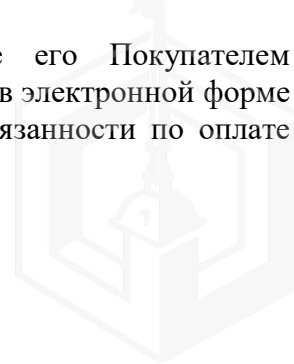 его Покупателем
в электронной форме
язанности по оплате